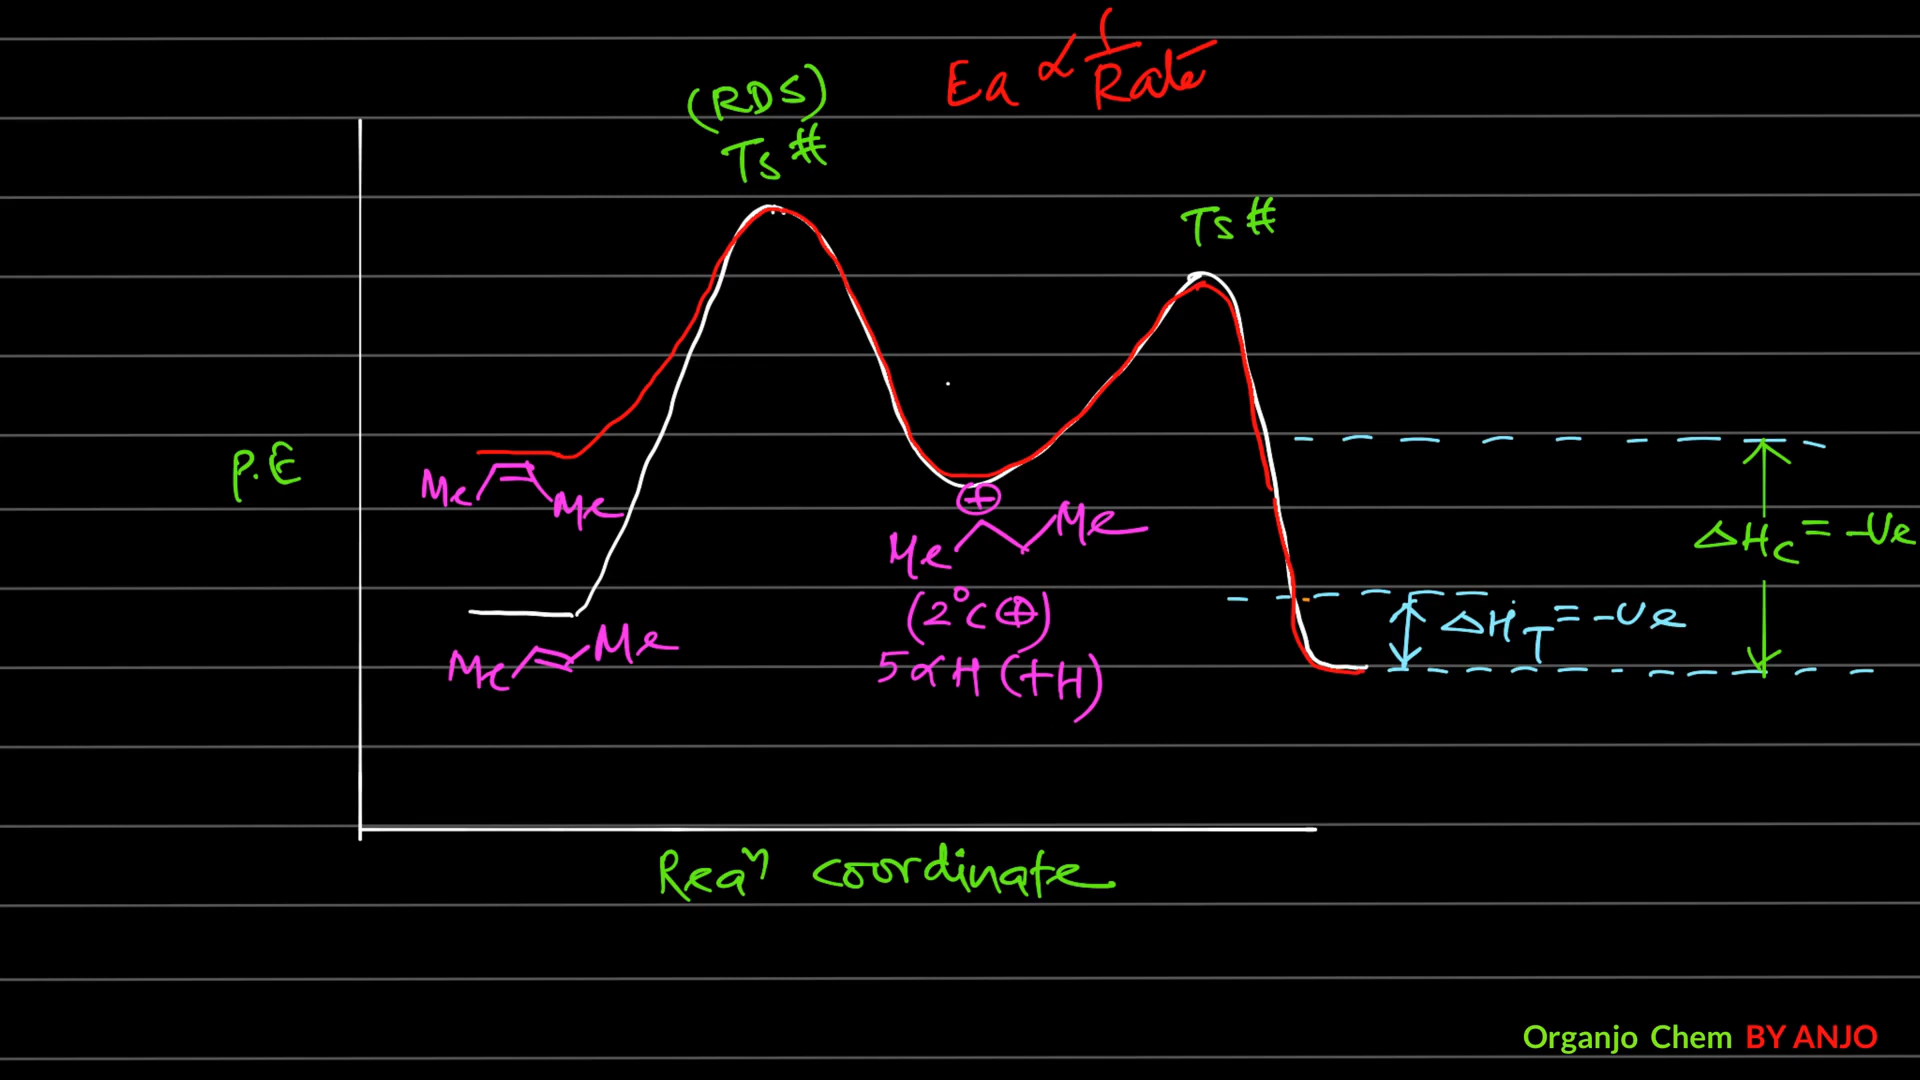 Ea ∝ 1/Rate
(RDS)
Ts #
Ts #
P.E
Me Me
Me Me
⊕
Me Me
(2°C⊕)
5αH (+H)
ΔHc = -ve
ΔHT = -ve
Reaⁿ coordinate
Organjo Chem BY ANJO